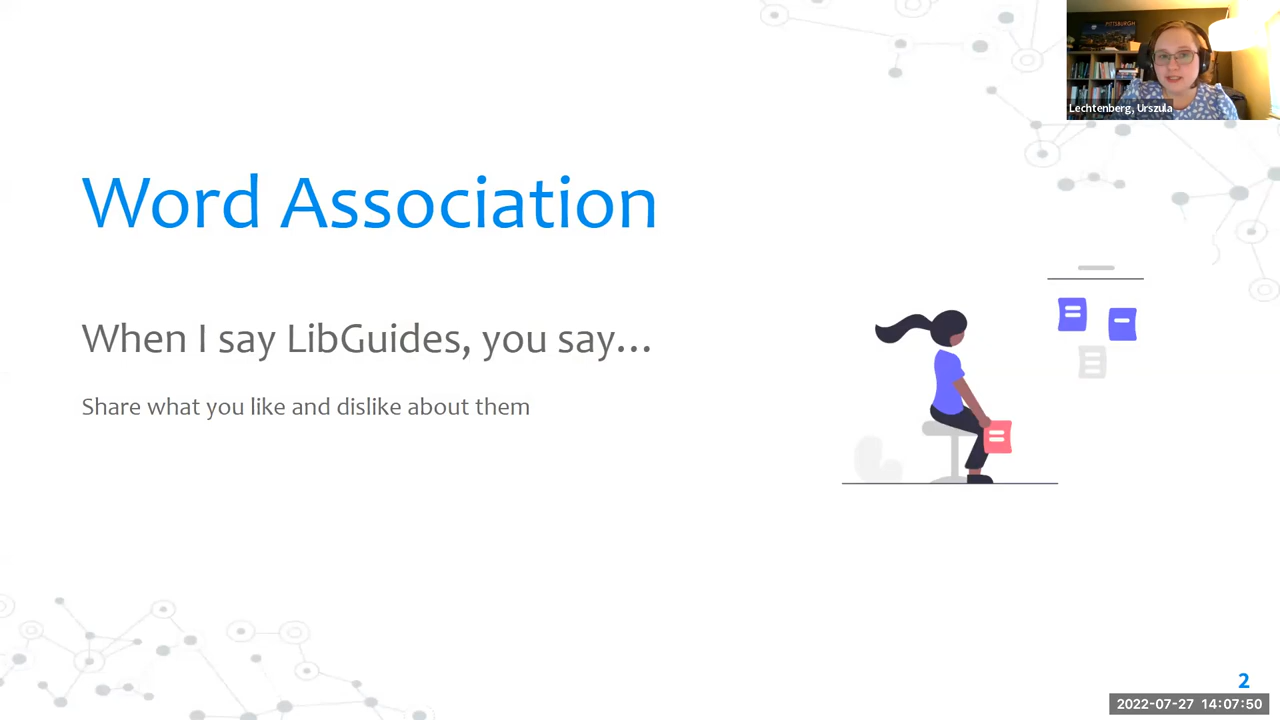 PITTSBURGH
Lechtenberg, Urszula
Word Association
When I say LibGuides, you say...
Share what you like and dislike about them
2
2022-07-27 14:07:50